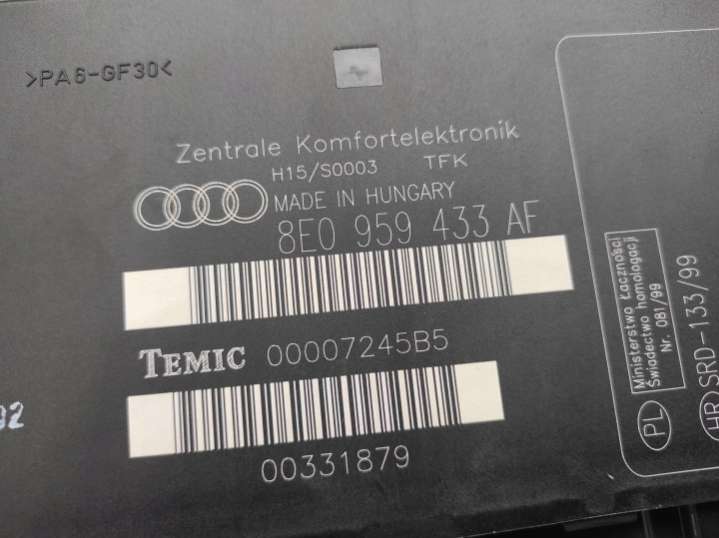 >PA6-GF30<
Zentrale Komfortelektronik
H15/S0003 TFK
MADE IN HUNGARY
8E0 959 433 AF
TEMIC 00007245B5
00331879
92
PL
Ministerstwo Łączności
Świadectwo homologacji
Nr. 081/99
HR SRD-133/99